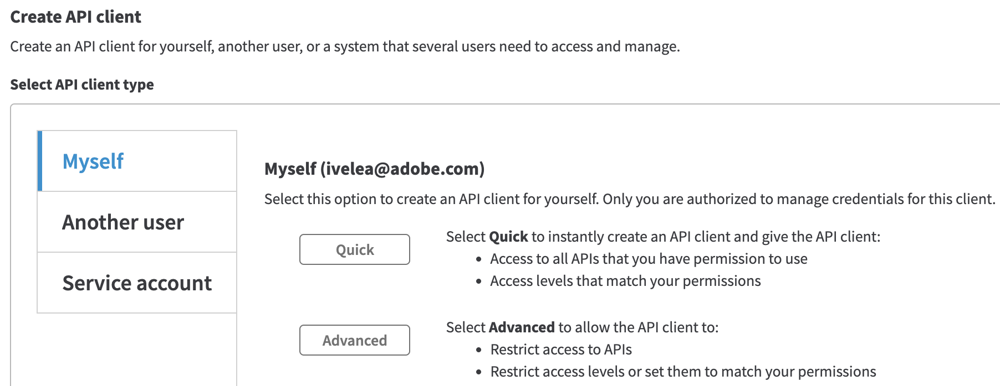 Create API client
Create an API client for yourself, another user, or a system that several users need to access and manage.
Select API client type
Myself
Another user
Service account
Myself (ivelea@adobe.com)
Select this option to create an API client for yourself. Only you are authorized to manage credentials for this client.
Quick
Select Quick to instantly create an API client and give the API client:
• Access to all APIs that you have permission to use
• Access levels that match your permissions
Advanced
Select Advanced to allow the API client to:
• Restrict access to APIs
• Restrict access levels or set them to match your permissions